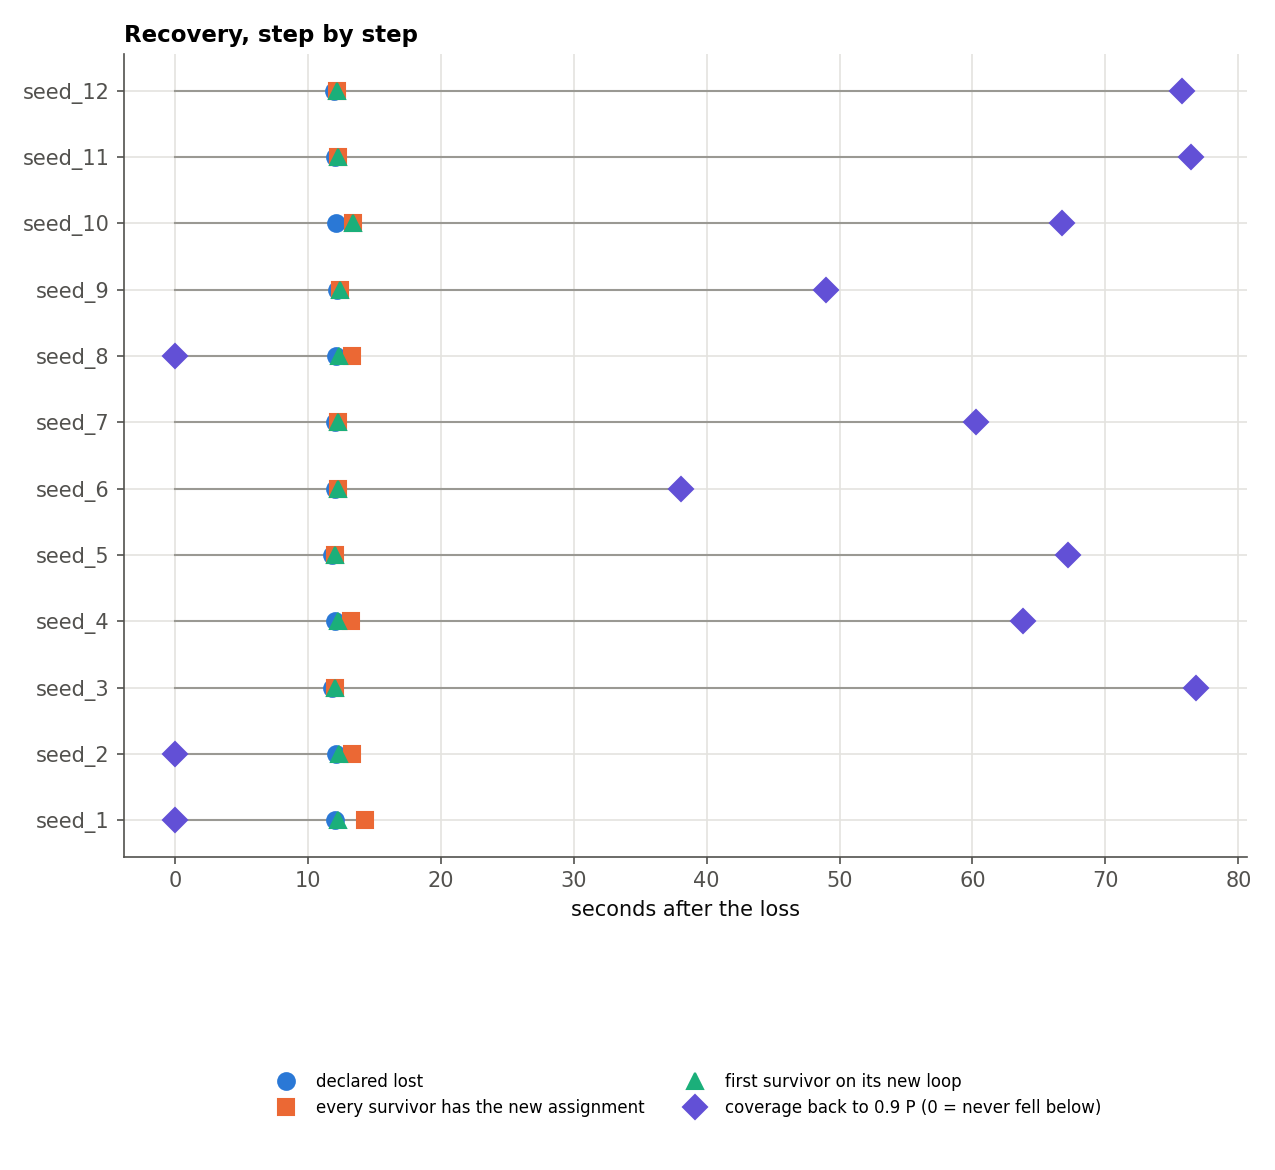 Recovery, step by step
seed_12
seed_11
seed_10
seed_9
seed_8
seed_7
seed_6
seed_5
seed_4
seed_3
seed_2
seed_1
0 10 20 30 40 50 60 70 80
seconds after the loss
declared lost
every survivor has the new assignment
first survivor on its new loop
coverage back to 0.9 P (0 = never fell below)